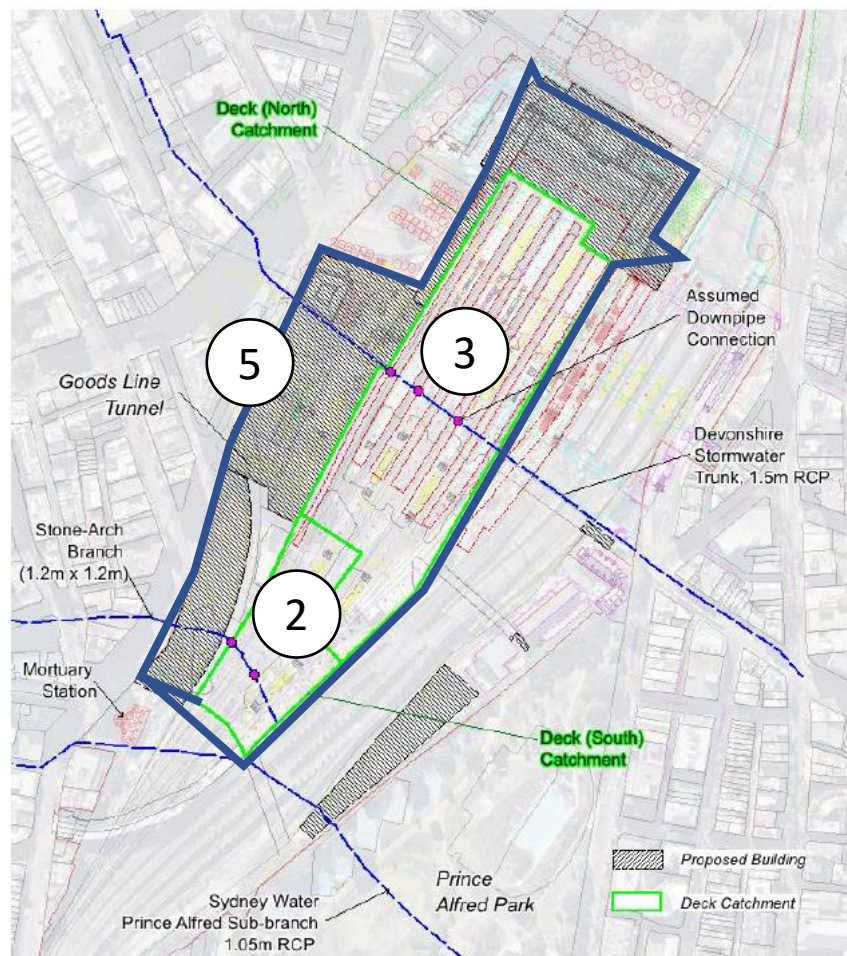 Deck (North)
Catchment
5
3
Goods Line
Tunnel
Assumed
Downpipe
Connection
Devonshire
Stormwater
Trunk, 1.5m RCP
Stone-Arch
Branch
(1.2m x 1.2m)
2
Mortuary
Station
Deck (South)
Catchment
Sydney Water
Prince Alfred Sub-branch
1.05m RCP
Prince
Alfred Park
Proposed Building
Deck Catchment